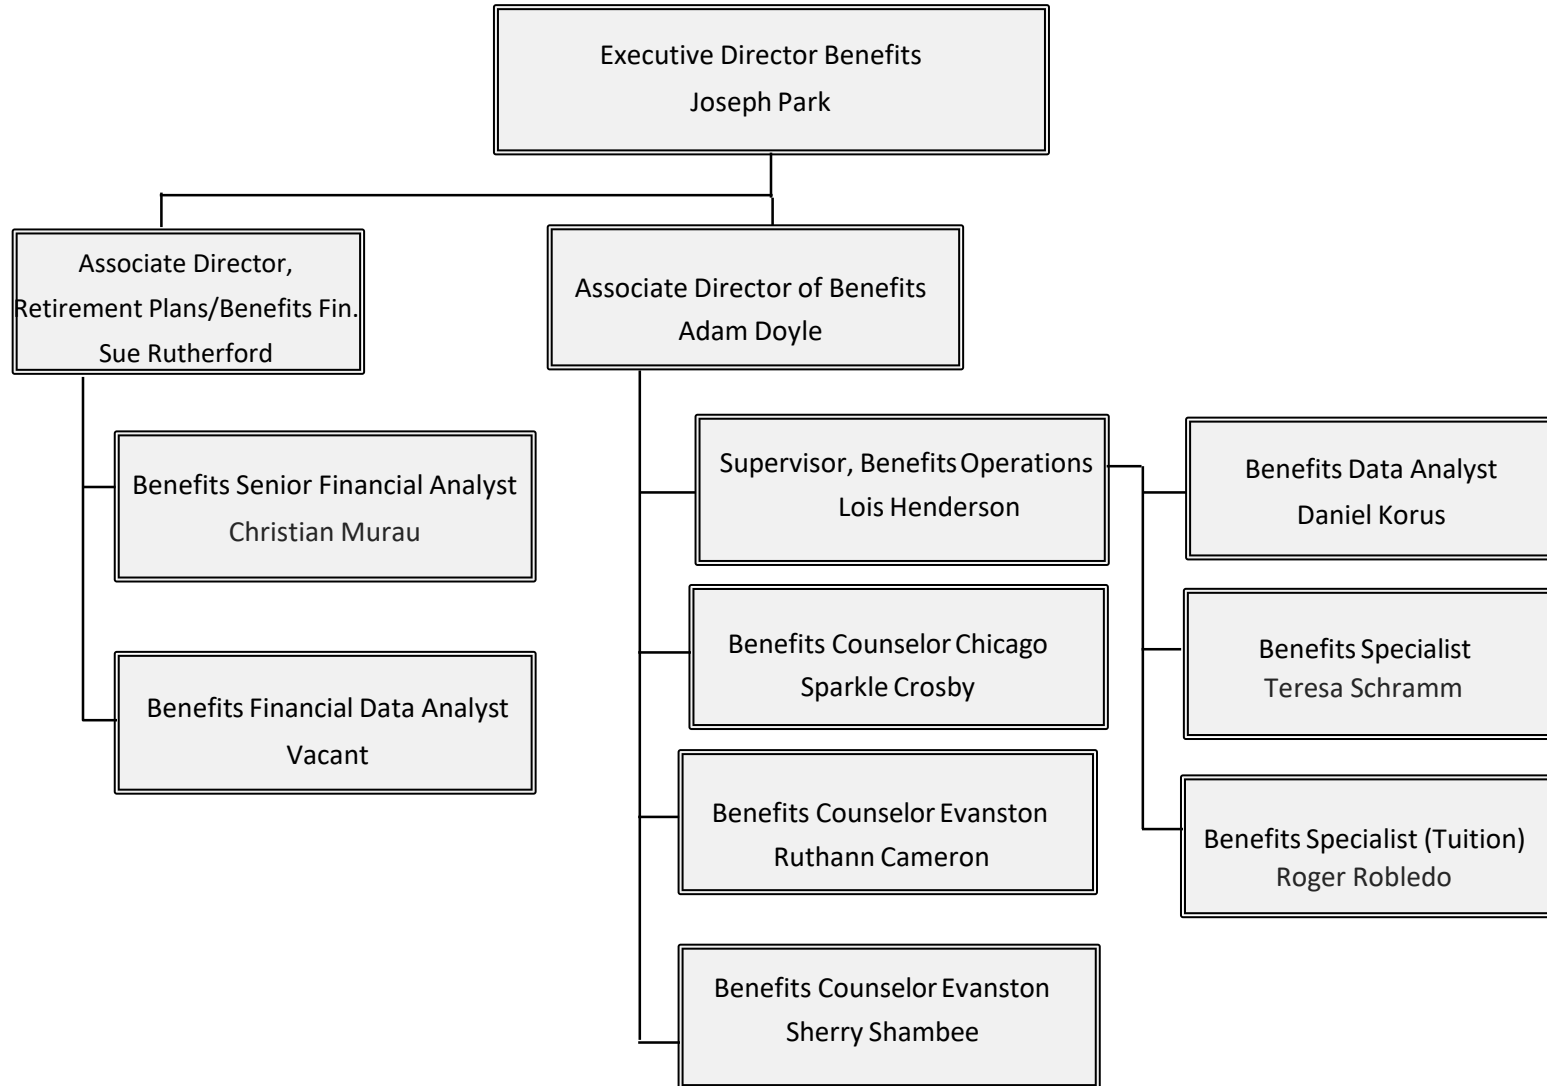 Executive Director Benefits
Joseph Park
Associate Director,
Retirement Plans/Benefits Fin.
Sue Rutherford
Associate Director of Benefits
Adam Doyle
Benefits Senior Financial Analyst
Christian Murau
Benefits Financial Data Analyst
Vacant
Supervisor, Benefits Operations
Lois Henderson
Benefits Counselor Chicago
Sparkle Crosby
Benefits Counselor Evanston
Ruthann Cameron
Benefits Counselor Evanston
Sherry Shambee
Benefits Data Analyst
Daniel Korus
Benefits Specialist
Teresa Schramm
Benefits Specialist (Tuition)
Roger Robledo